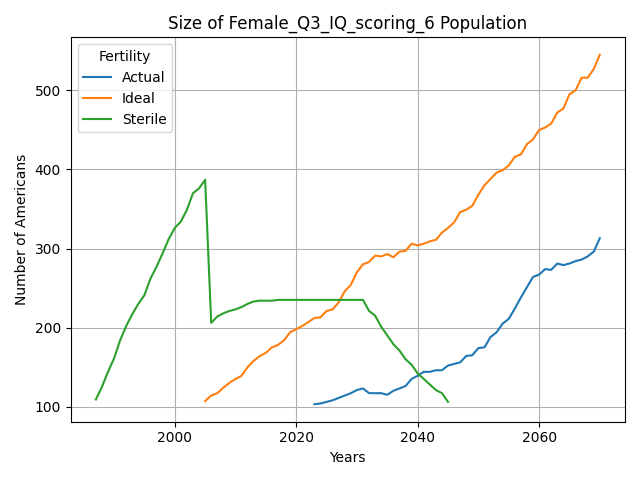 Size of Female_Q3_IQ_scoring_6 Population
Fertility
Actual
Ideal
Sterile
Number of Americans
500
400
300
200
100
2000
2020
2040
2060
Years